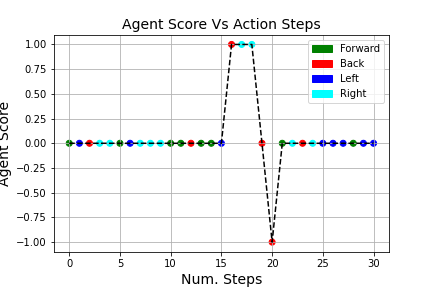 Agent Score Vs Action Steps
Agent Score
1.00
0.75
0.50
0.25
0.00
−0.25
−0.50
−0.75
−1.00
Forward
Back
Left
Right
0 5 10 15 20 25 30
Num. Steps